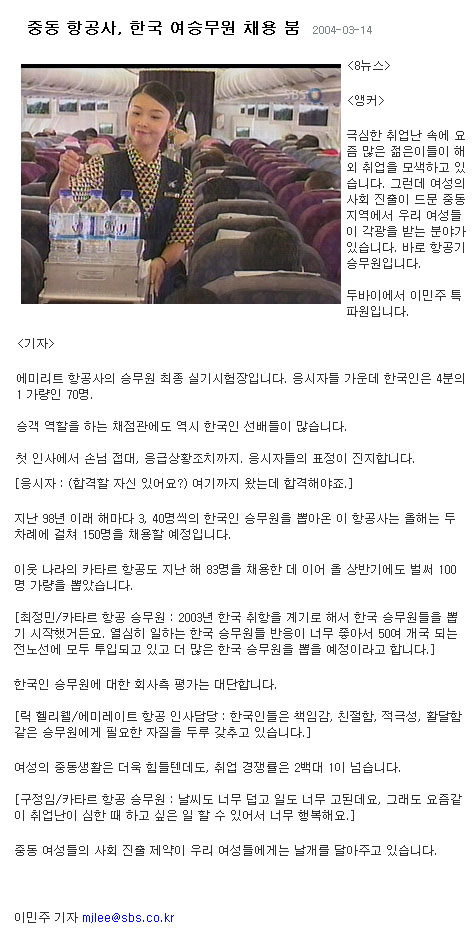 중동 항공사, 한국 여승무원 채용 붐 2004-03-14
SBS
<8뉴스>
<앵커>
극심한 취업난 속에 요
즘 많은 젊은이들이 해
외 취업을 모색하고 있
습니다. 그런데 여성의
사회 진출이 드문 중동
지역에서 우리 여성들
이 각광을 받는 분야가
있습니다. 바로 항공기
승무원입니다.
두바이에서 이민주 특
파원입니다.
<기자>
에미리트 항공사의 승무원 최종 실기시험장입니다. 응시자들 가운데 한국인은 4분의
1 가량인 70명.
승객 역할을 하는 채점관에도 역시 한국인 선배들이 많습니다.
첫 인사에서 손님 접대, 응급상황조치까지. 응시자들의 표정이 진지합니다.
[응시자 : (합격할 자신 있어요?) 여기까지 왔는데 합격해야죠.]
지난 98년 이래 해마다 3, 40명씩의 한국인 승무원을 뽑아온 이 항공사는 올해는 두
차례에 걸쳐 150명을 채용할 예정입니다.
이웃 나라의 카타르 항공도 지난 해 83명을 채용한 데 이어 올 상반기에도 벌써 100
명 가량을 뽑았습니다.
[최정민/카타르 항공 승무원 : 2003년 한국 취항을 계기로 해서 한국 승무원들을 뽑
기 시작했거든요. 열심히 일하는 한국 승무원들 반응이 너무 좋아서 50여 개국 되는
전노선에 모두 투입되고 있고 더 많은 한국 승무원을 뽑을 예정이라고 합니다.]
한국인 승무원에 대한 회사측 평가는 대단합니다.
[릭 헬리웰/에미레이트 항공 인사담당 : 한국인들은 책임감, 친절함, 적극성, 활달함
같은 승무원에게 필요한 자질을 두루 갖추고 있습니다.]
여성의 중동생활은 더욱 힘들텐데도, 취업 경쟁률은 2백대 1이 넘습니다.
[구정임/카타르 항공 승무원 : 날씨도 너무 덥고 일도 너무 고된데요, 그래도 요즘같
이 취업난이 심한 때 하고 싶은 일 할 수 있어서 너무 행복해요.]
중동 여성들의 사회 진출 제약이 우리 여성들에게는 날개를 달아주고 있습니다.
이민주 기자 mjlee@sbs.co.kr